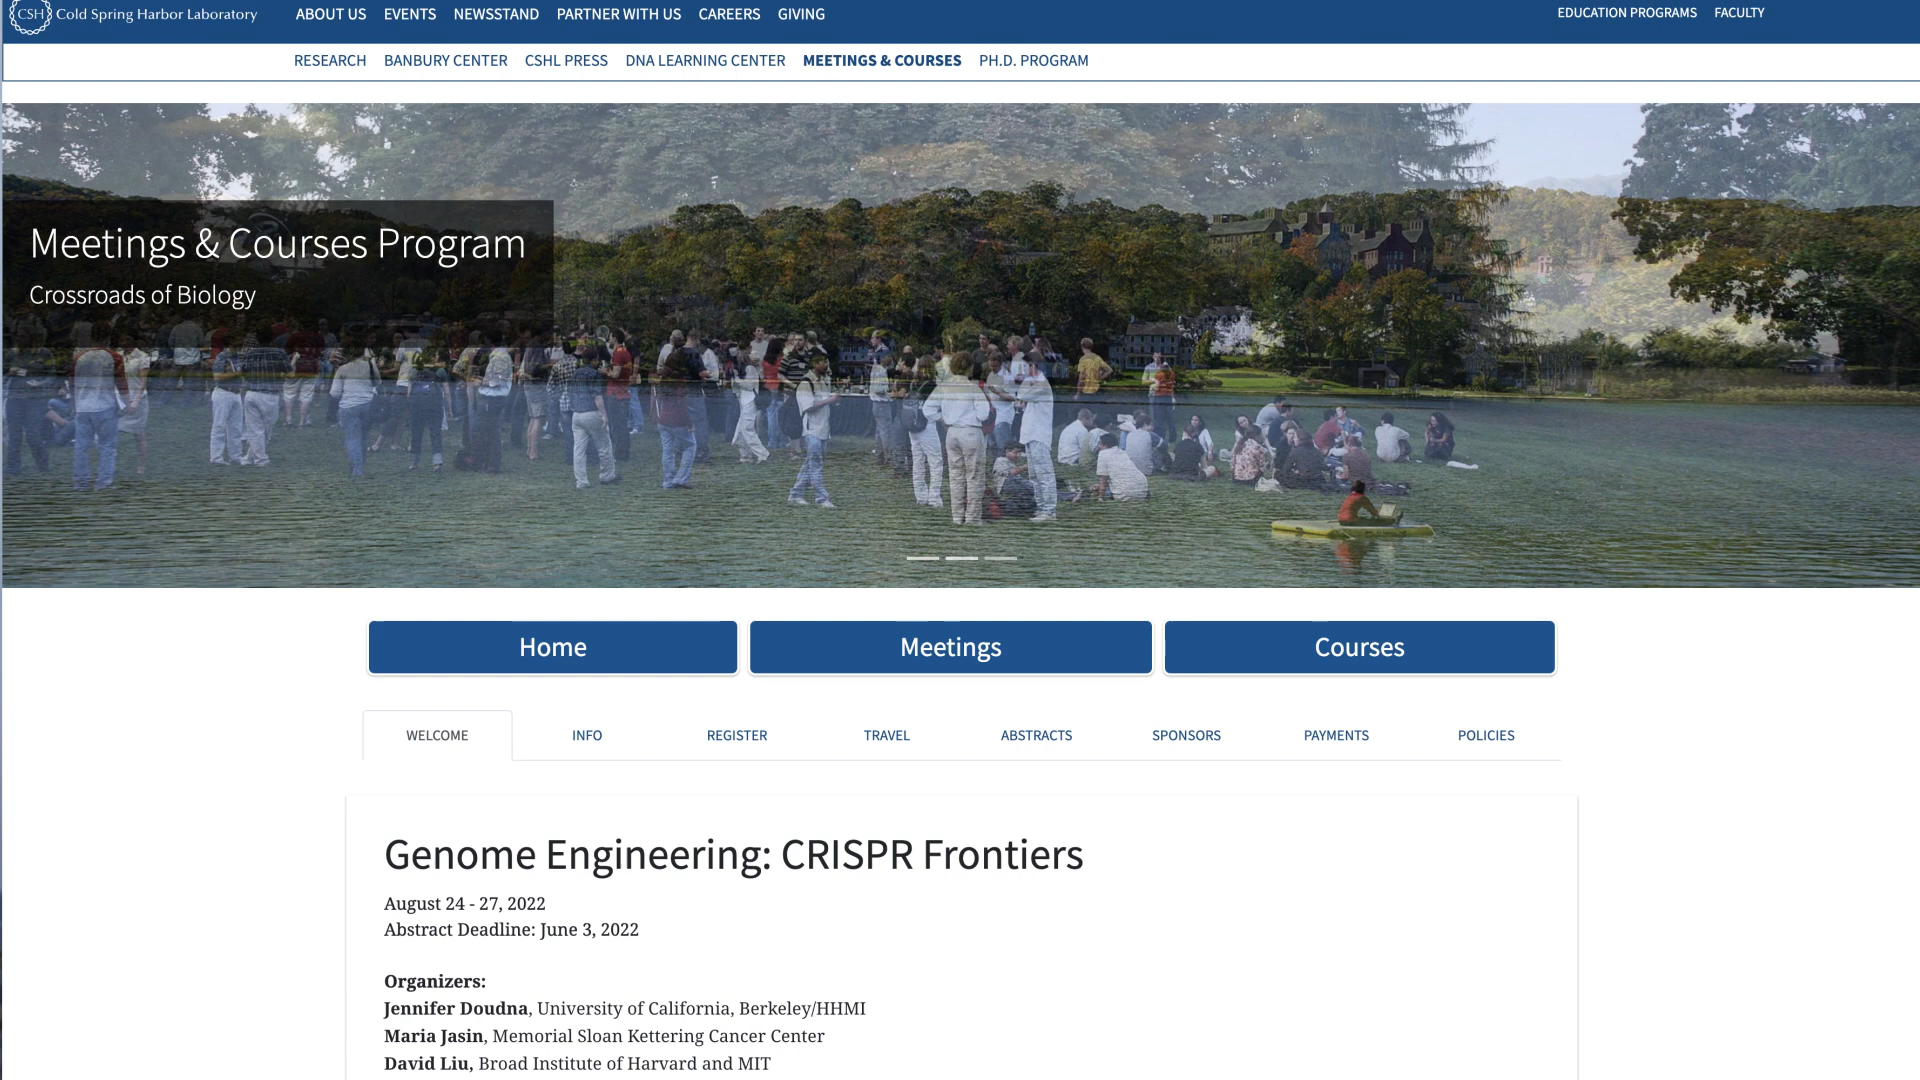 CSH Cold Spring Harbor Laboratory ABOUT US EVENTS NEWSSTAND PARTNER WITH US CAREERS GIVING EDUCATION PROGRAMS FACULTY
RESEARCH BANBURY CENTER CSHL PRESS DNA LEARNING CENTER MEETINGS & COURSES PH.D. PROGRAM
Meetings & Courses Program
Crossroads of Biology
Home Meetings Courses
WELCOME INFO REGISTER TRAVEL ABSTRACTS SPONSORS PAYMENTS POLICIES
Genome Engineering: CRISPR Frontiers
August 24 - 27, 2022
Abstract Deadline: June 3, 2022
Organizers:
Jennifer Doudna, University of California, Berkeley/HHMI
Maria Jasin, Memorial Sloan Kettering Cancer Center
David Liu, Broad Institute of Harvard and MIT